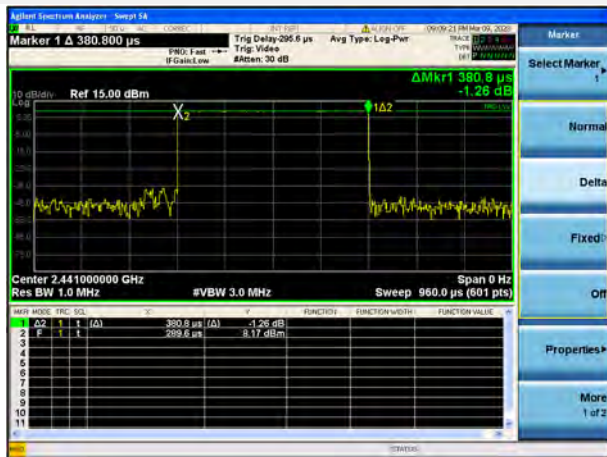 Agilent Spectrum Analyzer - Swept SA
09:09:21 PM Mar 09, 2020
Marker 1 Δ 380.800 µs
Trig Delay-295.6 µs
Avg Type: Log-Pwr
TRACE
TYPE
DET
PNO: Fast
Trig: Video
IFGain:Low
#Atten: 30 dB
ΔMkr1 380.8 µs
-1.26 dB
10 dB/div
Ref 15.00 dBm
Log
X2
1Δ2
Center 2.441000000 GHz
Span 0 Hz
Res BW 1.0 MHz
#VBW 3.0 MHz
Sweep 960.0 µs (601 pts)
MKR MODE TRC SCL X Y FUNCTION FUNCTION WIDTH FUNCTION VALUE
1 Δ2 1 t (Δ) 380.8 µs (Δ) -1.26 dB
2 F 1 t 289.6 µs 8.17 dBm
3
4
5
6
7
8
9
10
11
MSG
STATUS
Marker
Select Marker
1
Normal
Delta
Fixed
Off
Properties
More
1 of 2